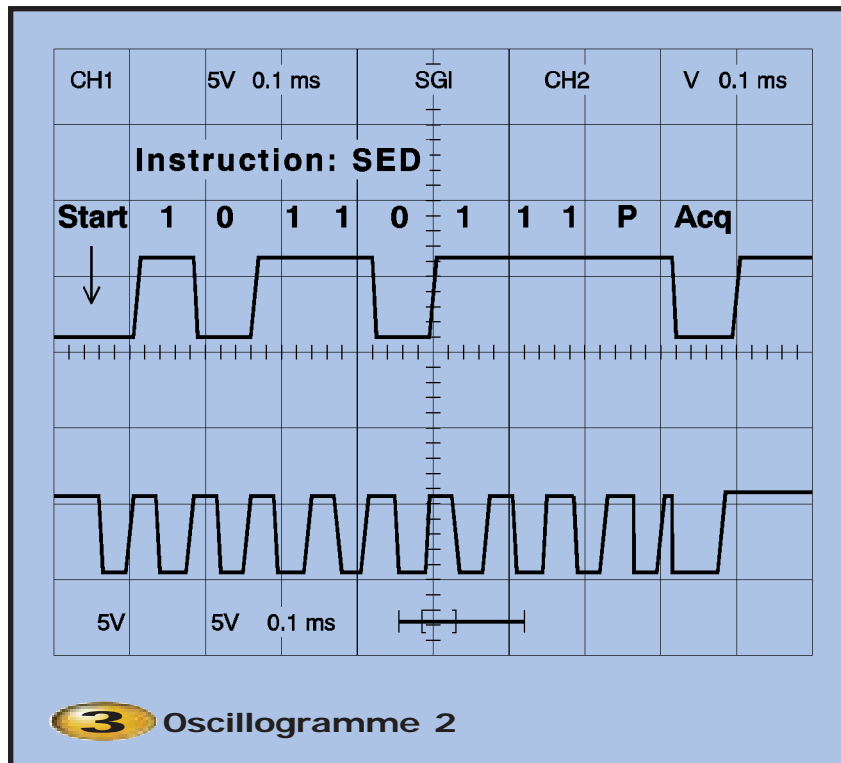 CH1 5V 0.1 ms SGI CH2 V 0.1 ms
Instruction: SED
Start 1 0 1 1 0 1 1 1 P Acq
5V 5V 0.1 ms
3 Oscillogramme 2